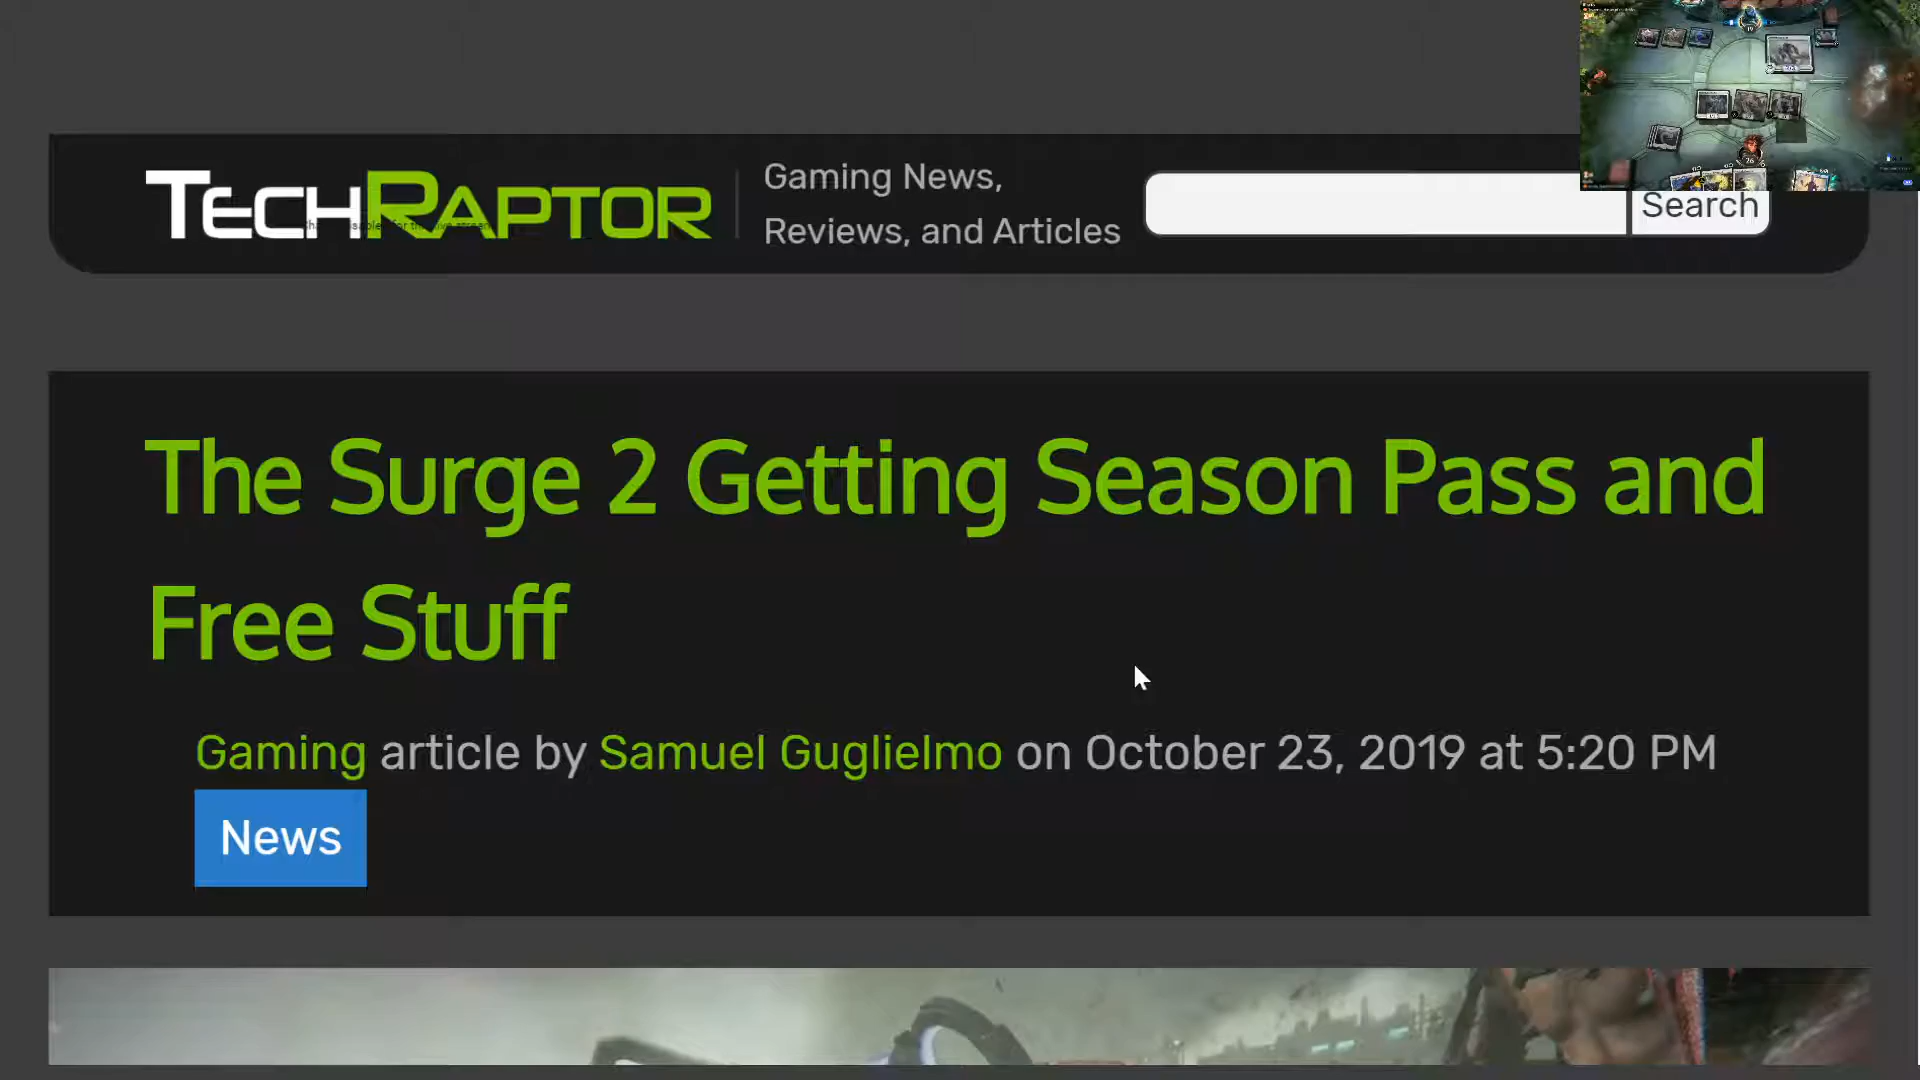 TECHRAPTOR
Gaming News,
Reviews, and Articles
Search
The Surge 2 Getting Season Pass and
Free Stuff
Gaming article by Samuel Guglielmo on October 23, 2019 at 5:20 PM
News